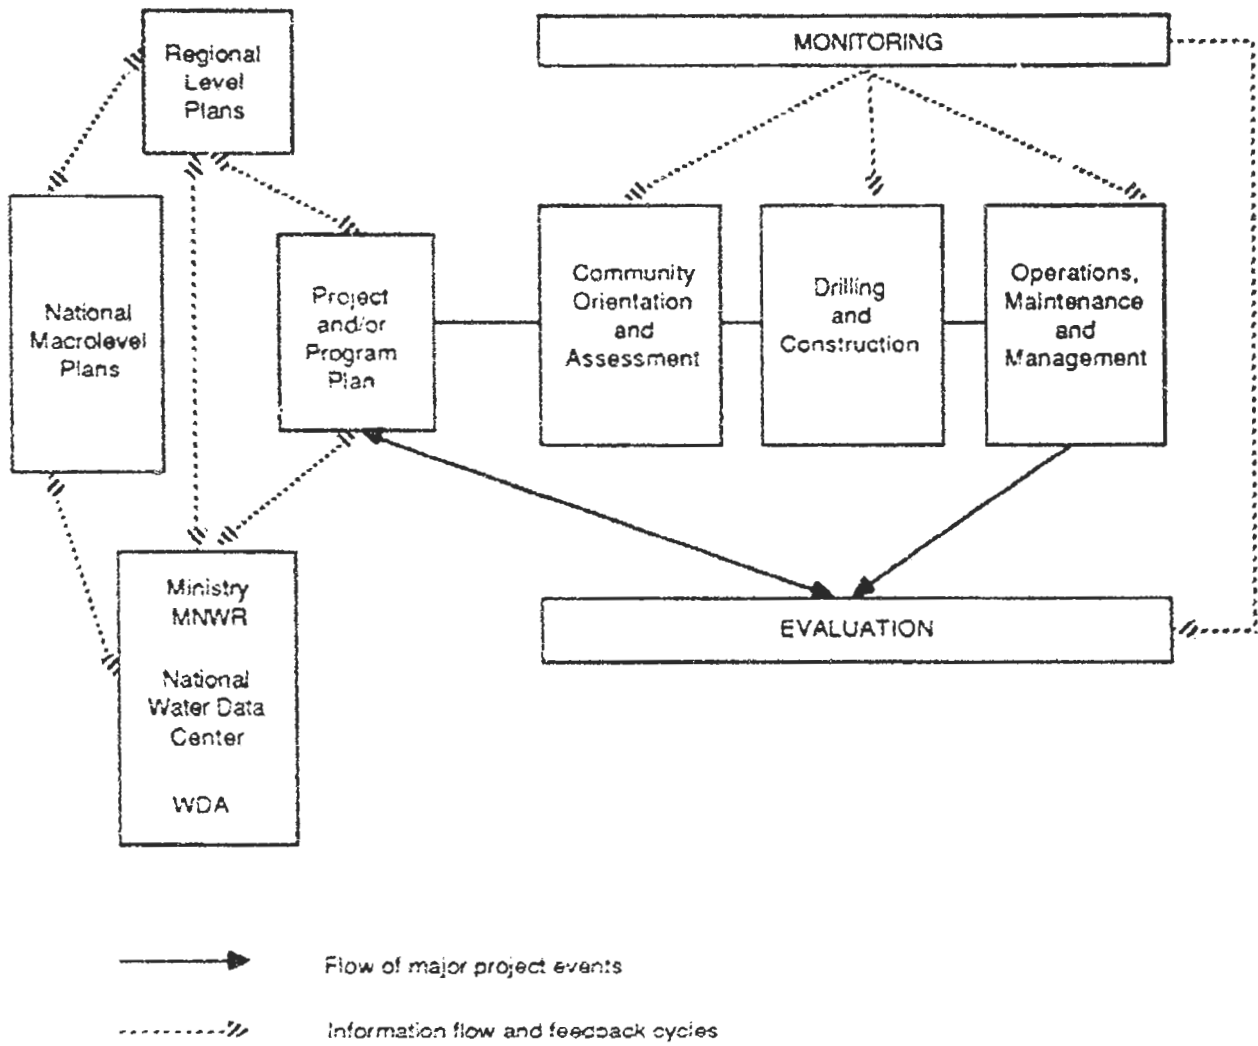 Regional
Level
Plans
MONITORING
National
Macrolevel
Plans
Project
and/or
Program
Plan
Community
Orientation
and
Assessment
Drilling
and
Construction
Operations,
Maintenance
and
Management
Ministry
MNWR
National
Water Data
Center
WDA
EVALUATION
Flow of major project events
Information flow and feedback cycles